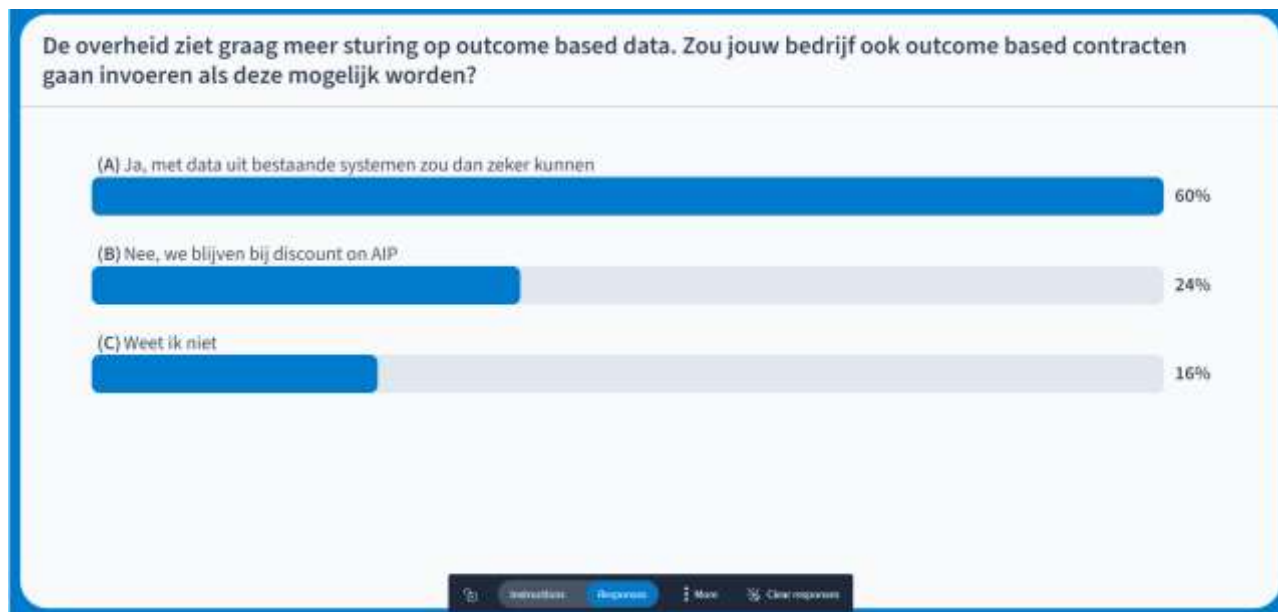 De overheid ziet graag meer sturing op outcome based data. Zou jouw bedrijf ook outcome based contracten
gaan invoeren als deze mogelijk worden?
(A) Ja, met data uit bestaande systemen zou dan zeker kunnen
60%
(B) Nee, we blijven bij discount on AIP
24%
(C) Weet ik niet
16%
Instructions Responses More Clear responses